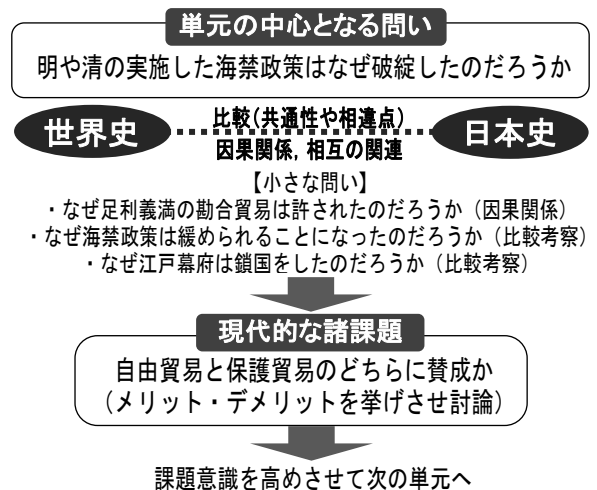 単元の中心となる問い
明や清の実施した海禁政策はなぜ破綻したのだろうか
世界史
比較(共通性や相違点)
因果関係, 相互の関連
日本史
【小さな問い】
・なぜ足利義満の勘合貿易は許されたのだろうか（因果関係）
・なぜ海禁政策は緩められることになったのだろうか（比較考察）
・なぜ江戸幕府は鎖国をしたのだろうか（比較考察）
現代的な諸課題
自由貿易と保護貿易のどちらに賛成か
（メリット・デメリットを挙げさせ討論）
課題意識を高めさせて次の単元へ